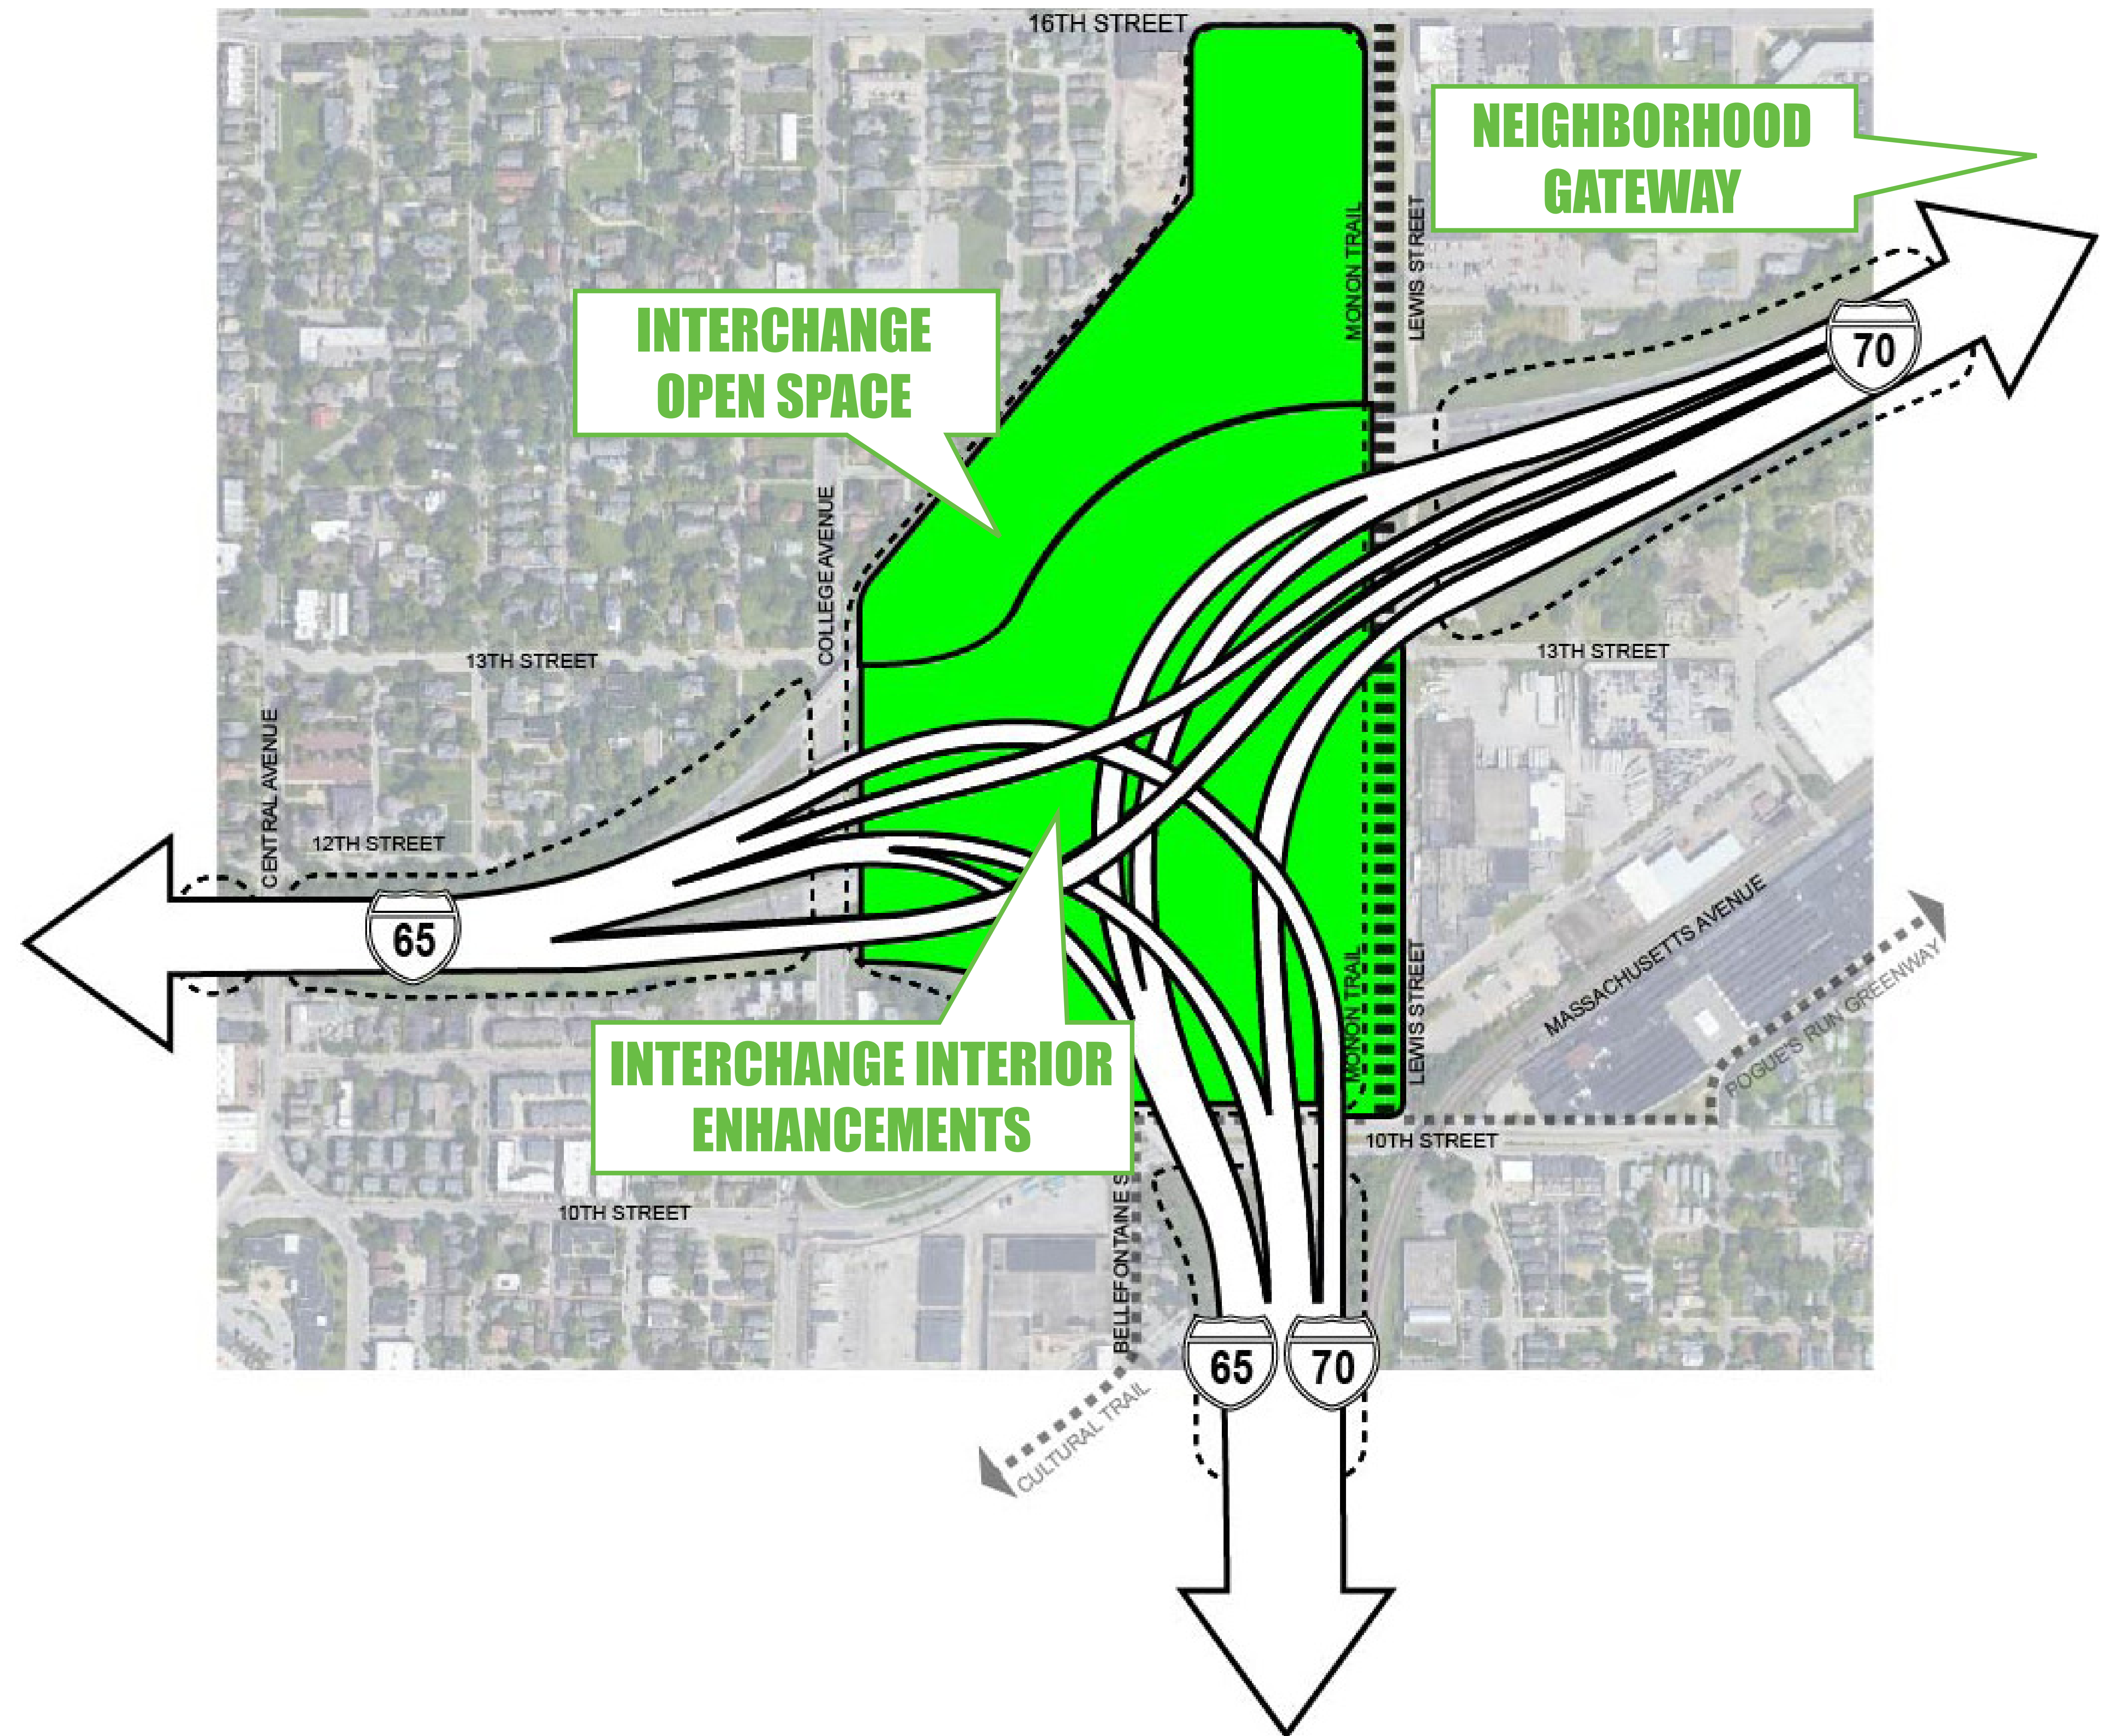 16TH STREET
NEIGHBORHOOD
GATEWAY
MONON TRAIL
LEWIS STREET
INTERCHANGE
OPEN SPACE
70
COLLEGE AVENUE
13TH STREET
13TH STREET
CENTRAL AVENUE
12TH STREET
65
MASSACHUSETTS AVENUE
POGUE'S RUN GREENWAY
MONON TRAIL
LEWIS STREET
INTERCHANGE INTERIOR
ENHANCEMENTS
10TH STREET
10TH STREET
BELLEFONTAINE S
65
70
CULTURAL TRAIL